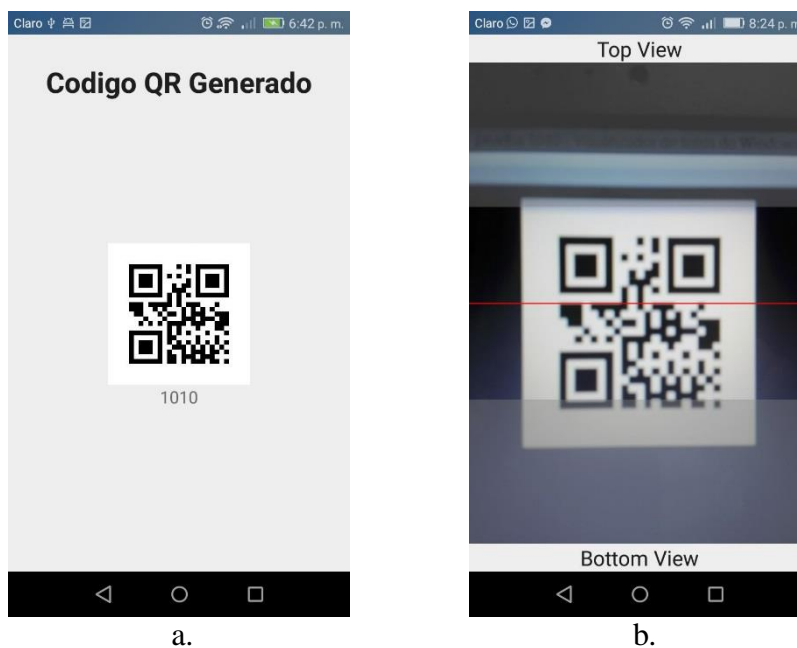 Claro 6:42 p. m.
Codigo QR Generado
1010
a.
Claro 8:24 p. m
Top View
Bottom View
b.